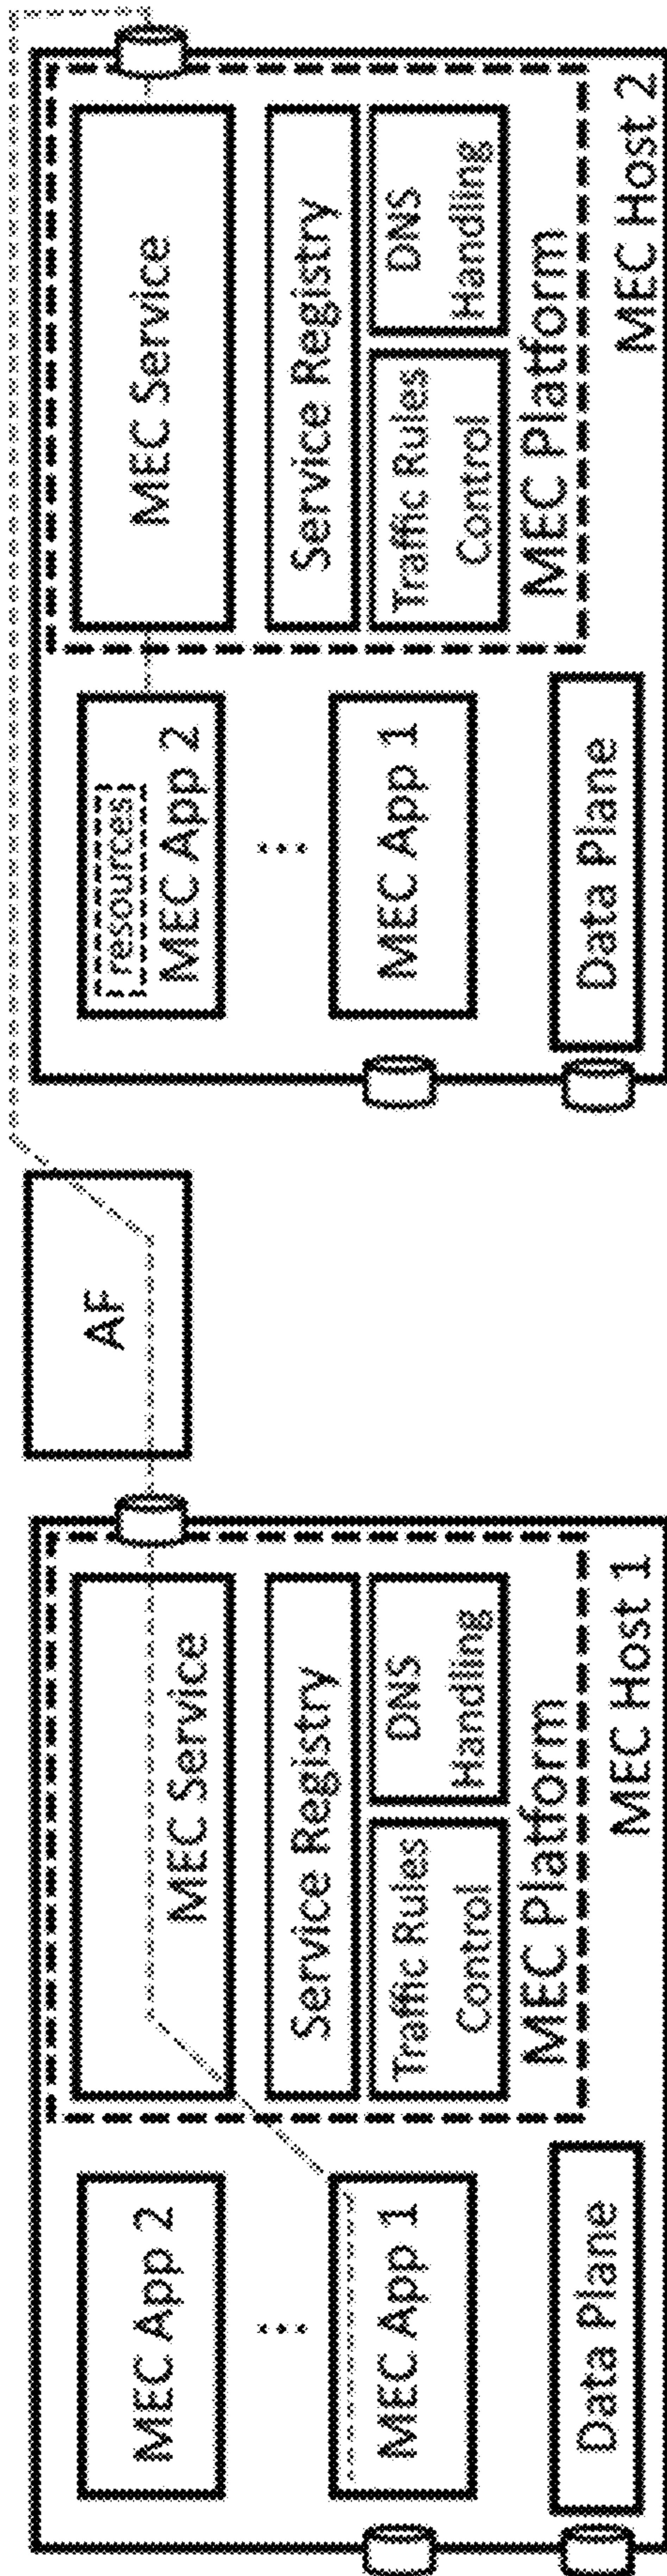 MEC App 2
⋮
MEC App 1
Data Plane
MEC Service
Service Registry
Traffic Rules
Control
DNS
Handling
MEC Platform
MEC Host 1
AF
resources
MEC App 2
⋮
MEC App 1
Data Plane
MEC Service
Service Registry
Traffic Rules
Control
DNS
Handling
MEC Platform
MEC Host 2